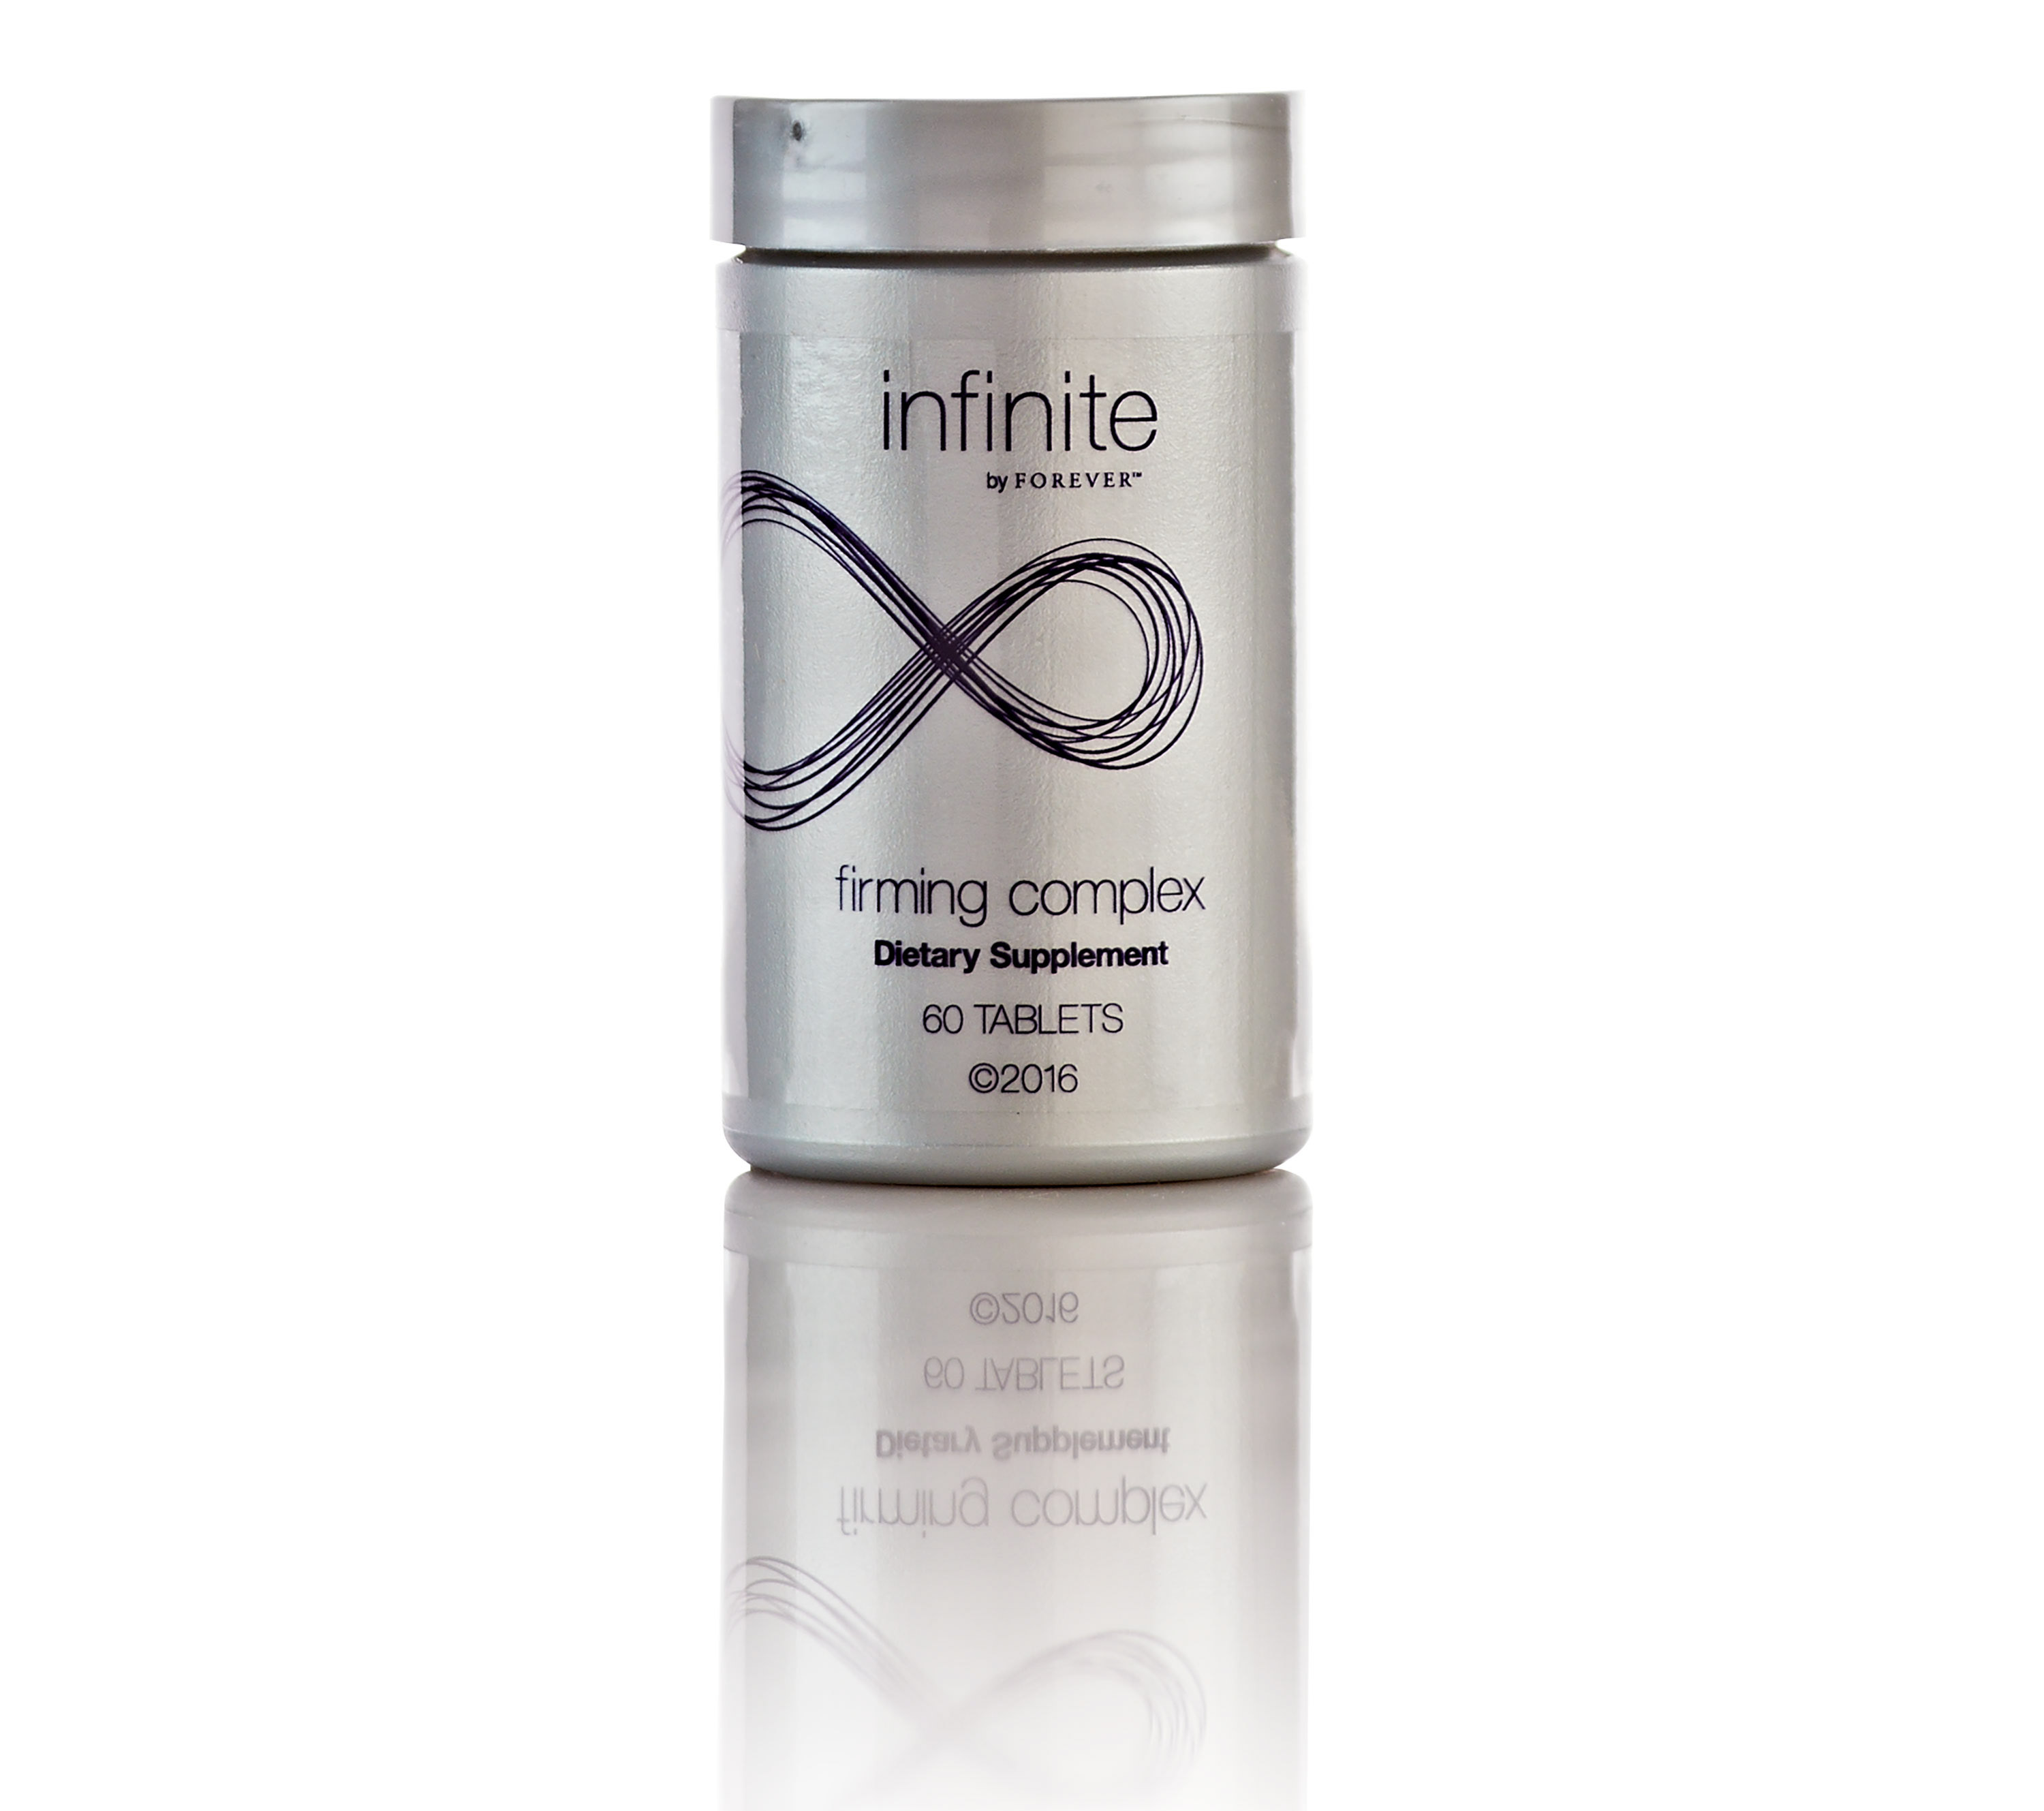 infinite
by FOREVER™
firming complex
Dietary Supplement
60 TABLETS
©2016